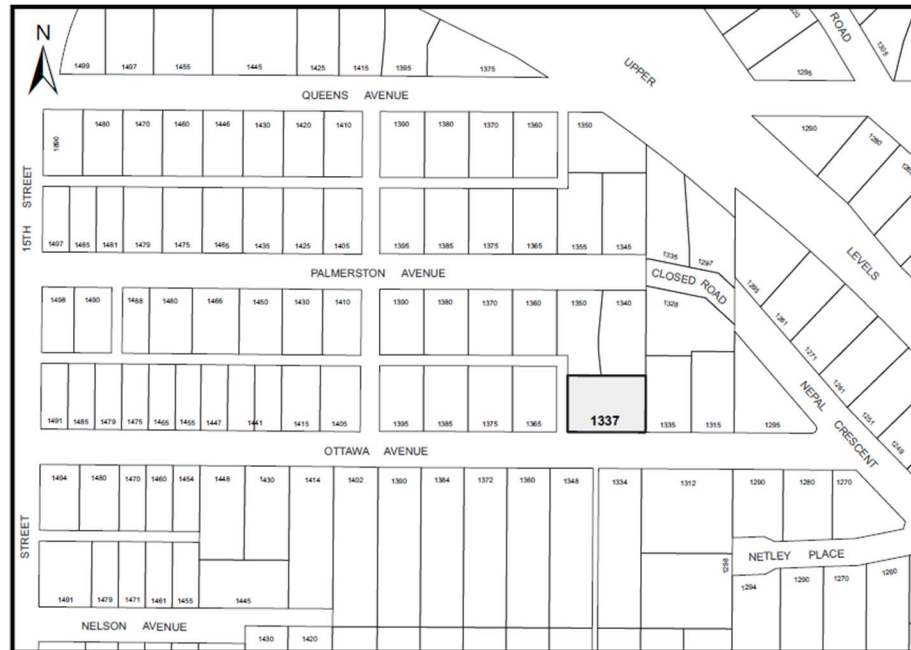 N
1499 1497 1455 1445 1425 1415 1395 1375
ROAD
1305
1295
UPPER
QUEENS AVENUE
1890 1480 1470 1460 1446 1430 1420 1410 1390 1380 1370 1360 1350
1290 1280
15TH STREET
1497 1485 1481 1479 1475 1465 1435 1425 1405 1395 1385 1375 1365 1355 1345
1335 1297
LEVELS
PALMERSTON AVENUE
CLOSED ROAD
1498 1490 1488 1480 1466 1450 1430 1410 1390 1380 1370 1360 1350 1340 1328
1295
1281
1271
1261
1251
1249
NEPAL CRESCENT
1491 1485 1479 1475 1465 1455 1447 1441 1415 1405 1395 1385 1375 1365 1337 1335 1315 1295
OTTAWA AVENUE
1494 1480 1470 1460 1454 1448 1430 1414 1402 1390 1384 1372 1360 1348 1334 1312 1290 1280 1270
STREET
NETLEY PLACE
1298
1294 1290 1270 1260
1491 1479 1471 1461 1455 1445
NELSON AVENUE
1430 1420